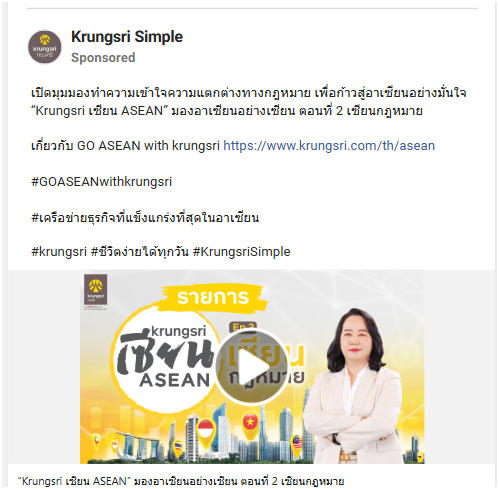 Krungsri Simple
Sponsored
เปิดมุมมองทำความเข้าใจความแตกต่างทางกฎหมาย เพื่อก้าวสู่อาเซียนอย่างมั่นใจ
“Krungsri เซียน ASEAN” มองอาเซียนอย่างเซียน ตอนที่ 2 เซียนกฎหมาย
เกี่ยวกับ GO ASEAN with krungsri https://www.krungsri.com/th/asean
#GOASEANwithkrungsri
#เครือข่ายธุรกิจที่แข็งแกร่งที่สุดในอาเซียน
#krungsri #ชีวิตง่ายได้ทุกวัน #KrungsriSimple
krungsri
กรุงศรี
รายการ
krungsri
เซียน
ASEAN
Ep.2
เซียน
กฎหมาย
“Krungsri เซียน ASEAN” มองอาเซียนอย่างเซียน ตอนที่ 2 เซียนกฎหมาย